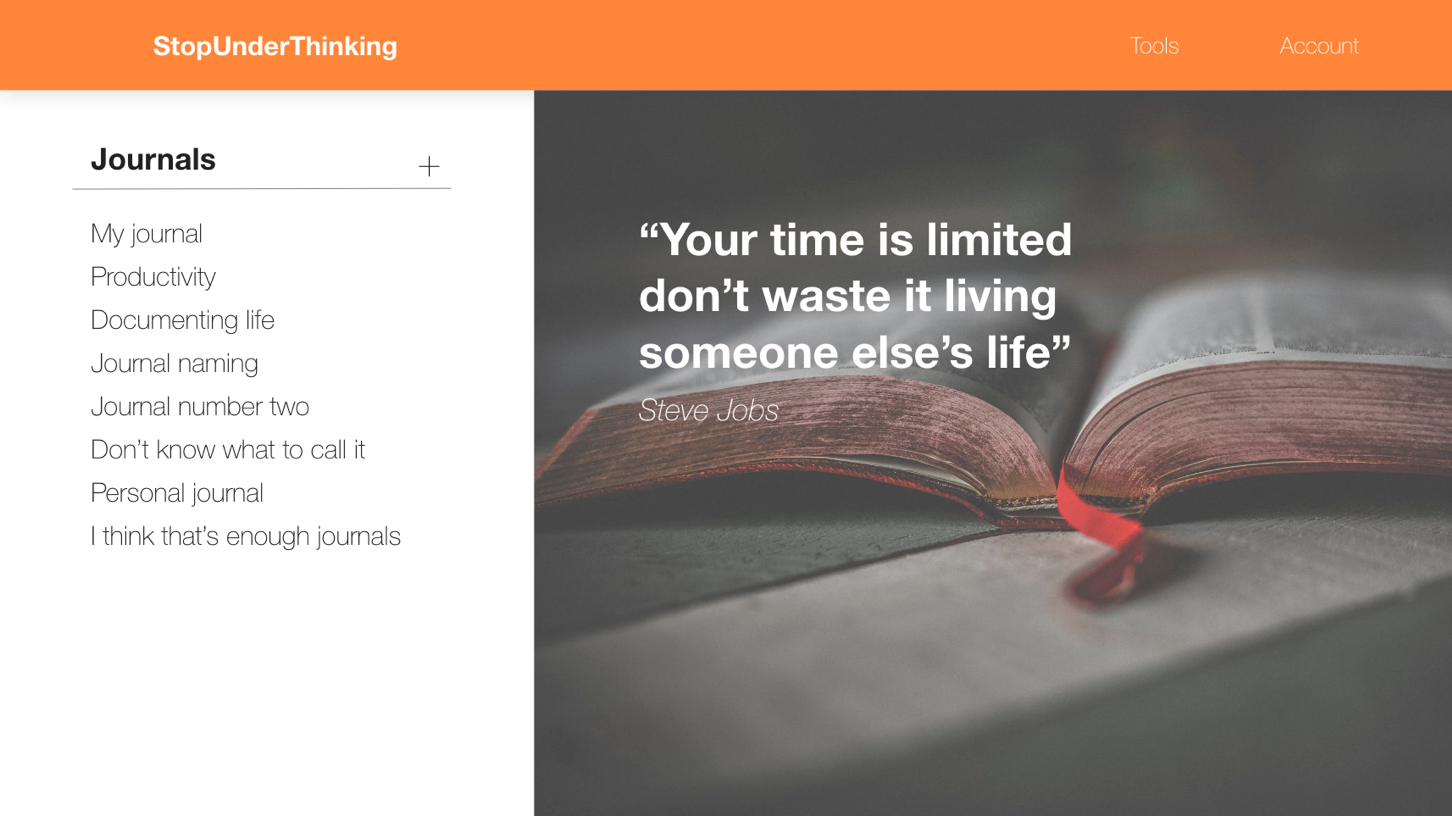 StopUnderThinking
Tools
Account
Journals
My journal
Productivity
Documenting life
Journal naming
Journal number two
Don’t know what to call it
Personal journal
I think that’s enough journals
“Your time is limited
don’t waste it living
someone else’s life”
Steve Jobs